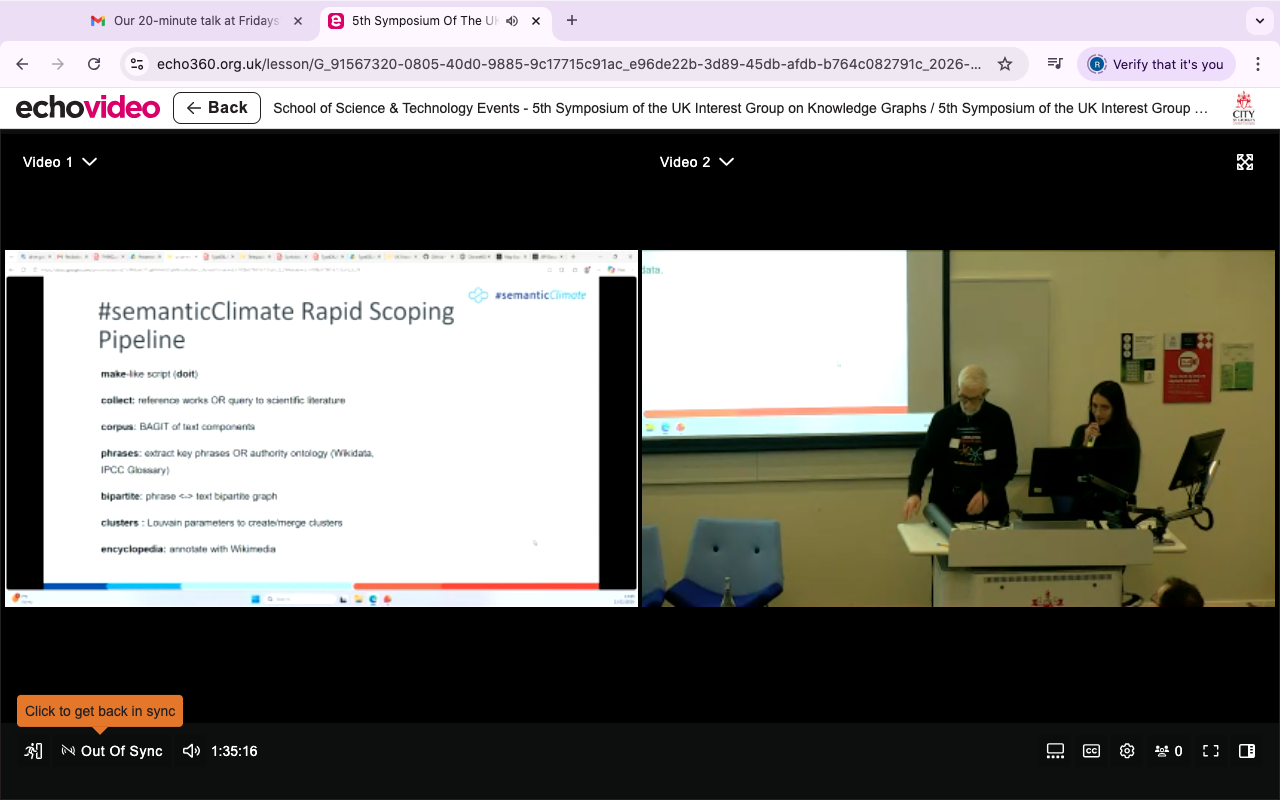 Our 20-minute talk at Fridays
5th Symposium Of The UK
echo360.org.uk/lesson/G_91567320-0805-40d0-9885-9c17715c91ac_e96de22b-3d89-45db-afdb-b764c082791c_2026-...
R
Verify that it's you
echovideo
Back
School of Science & Technology Events - 5th Symposium of the UK Interest Group on Knowledge Graphs / 5th Symposium of the UK Interest Group ...
CITY
Video 1
Video 2
#semanticClimate
#semanticClimate Rapid Scoping
Pipeline
make-like script (doit)
collect: reference works OR query to scientific literature
corpus: BAGIT of text components
phrases: extract key phrases OR authority ontology (Wikidata,
IPCC Glossary)
bipartite: phrase <-> text bipartite graph
clusters : Louvain parameters to create/merge clusters
encyclopedia: annotate with Wikimedia
data.
Click to get back in sync
Out Of Sync
1:35:16
CC
0